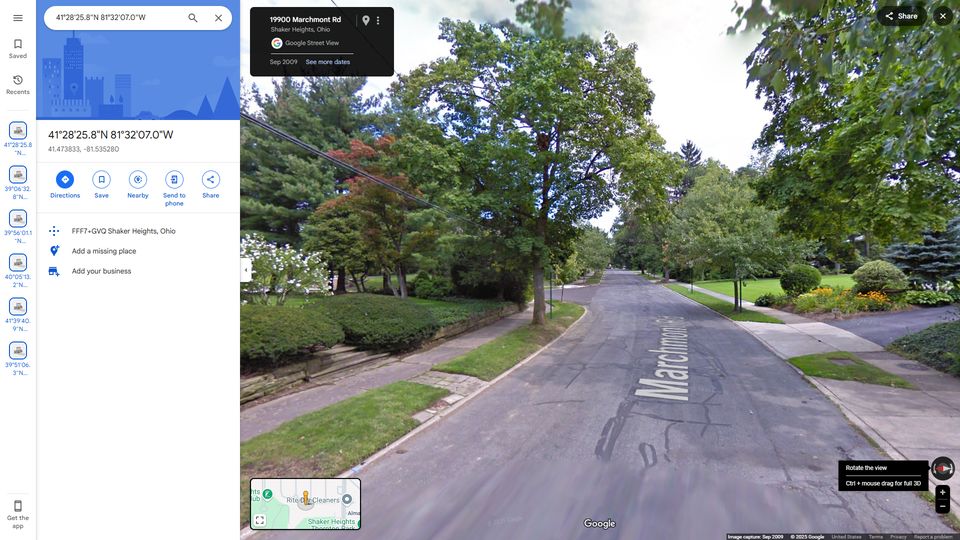 41°28'25.8"N 81°32'07.0"W
Saved
Recents
41°28'25.8
"N...
39°06'32.
8"N...
39°56'01.1
"N...
40°05'13.
2"N...
41°39'40.
9"N...
39°51'06.
3"N...
Get the
app
41°28'25.8"N 81°32'07.0"W
41.473833, -81.535280
Directions
Save
Nearby
Send to
phone
Share
FFF7+GVQ Shaker Heights, Ohio
Add a missing place
Add your business
19900 Marchmont Rd
Shaker Heights, Ohio
Google Street View
Sep 2009 See more dates
Share
Marchmont
Rite Dry Cleaners
Shaker Heights
Google
Rotate the view
Ctrl + mouse drag for full 3D
Image capture: Sep 2009 © 2025 Google United States Terms Privacy Report a problem